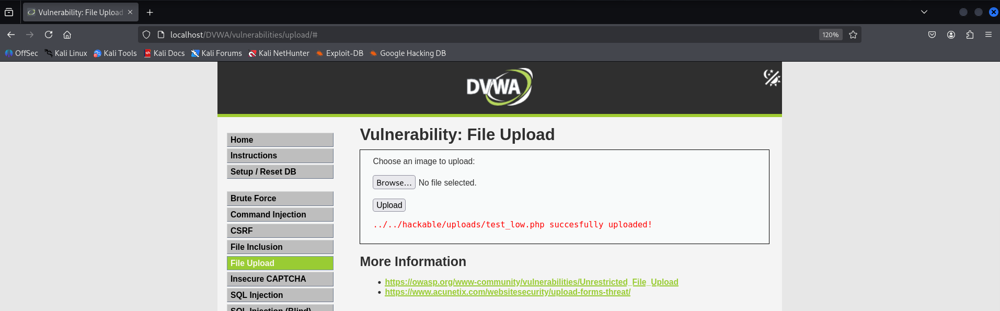 Vulnerability: File Upload
localhost/DVWA/vulnerabilities/upload/#
120%
OffSec
Kali Linux
Kali Tools
Kali Docs
Kali Forums
Kali NetHunter
Exploit-DB
Google Hacking DB
DVWA
Home
Instructions
Setup / Reset DB
Brute Force
Command Injection
CSRF
File Inclusion
File Upload
Insecure CAPTCHA
SQL Injection
SQL Injection (Blind)
Vulnerability: File Upload
Choose an image to upload:
Browse... No file selected.
Upload
../../hackable/uploads/test_low.php succesfully uploaded!
More Information
https://owasp.org/www-community/vulnerabilities/Unrestricted_File_Upload
https://www.acunetix.com/websitesecurity/upload-forms-threat/